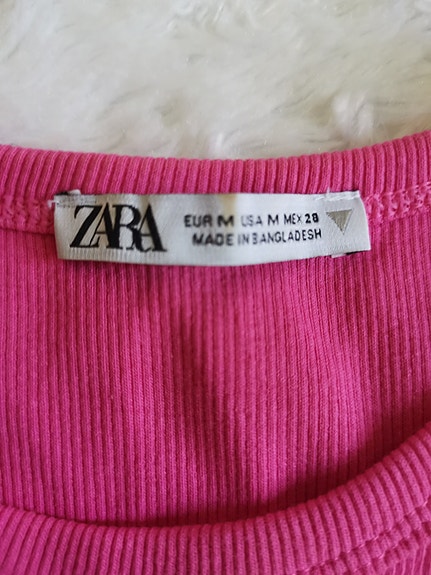 ZARA
EUR M USA M MEX 28
MADE IN BANGLADESH